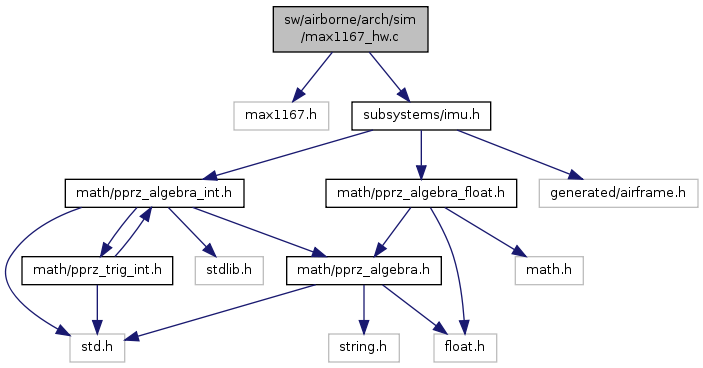 sw/airborne/arch/sim
/max1167_hw.c
max1167.h
subsystems/imu.h
math/pprz_algebra_int.h
math/pprz_algebra_float.h
generated/airframe.h
math/pprz_trig_int.h
stdlib.h
math/pprz_algebra.h
math.h
std.h
string.h
float.h